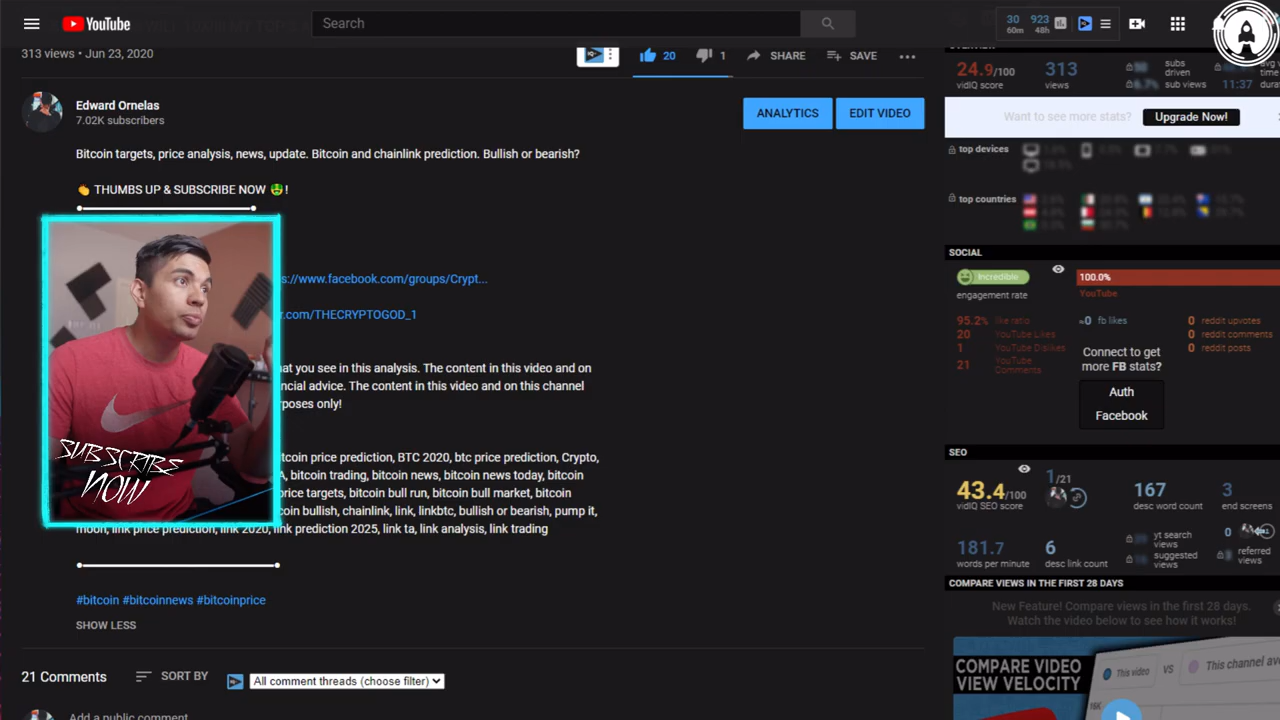 YouTube
Search
30 923
60m 48h
313 views • Jun 23, 2020
20
1
SHARE
SAVE
Edward Ornelas
7.02K subscribers
ANALYTICS
EDIT VIDEO
Bitcoin targets, price analysis, news, update. Bitcoin and chainlink prediction. Bullish or bearish?
THUMBS UP & SUBSCRIBE NOW !
s://www.facebook.com/groups/Crypt...
r.com/THECRYPTOGOD_1
at you see in this analysis. The content in this video and on
ncial advice. The content in this video and on this channel
rposes only!
tcoin price prediction, BTC 2020, btc price prediction, Crypto,
A, bitcoin trading, bitcoin news, bitcoin news today, bitcoin
price targets, bitcoin bull run, bitcoin bull market, bitcoin
coin bullish, chainlink, link, linkbtc, bullish or bearish, pump it,
moon, link price prediction, link 2020, link prediction 2025, link ta, link analysis, link trading
SUBSCRIBE
NOW
#bitcoin #bitcoinnews #bitcoinprice
SHOW LESS
21 Comments
SORT BY
All comment threads (choose filter)
Add a public comment
24.9/100
vidIQ score
313
views
subs
driven
sub views
avg v
time
dura
11:37
Want to see more stats?
Upgrade Now!
top devices
top countries
SOCIAL
Incredible
engagement rate
100.0%
YouTube
95.2% like ratio
20 YouTube Likes
1 YouTube Dislikes
21 YouTube
Comments
≈0 fb likes
Connect to get
more FB stats?
Auth
Facebook
0 reddit upvotes
0 reddit comments
0 reddit posts
SEO
43.4/100
vidIQ SEO score
1/21
167
desc word count
3
end screens
181.7
words per minute
6
desc link count
yt search
views
suggested
views
0
referred
views
COMPARE VIEWS IN THE FIRST 28 DAYS
New Feature! Compare views in the first 28 days.
Watch the video below to see how it works!
COMPARE VIDEO
VIEW VELOCITY
This video
VS
This channel ave